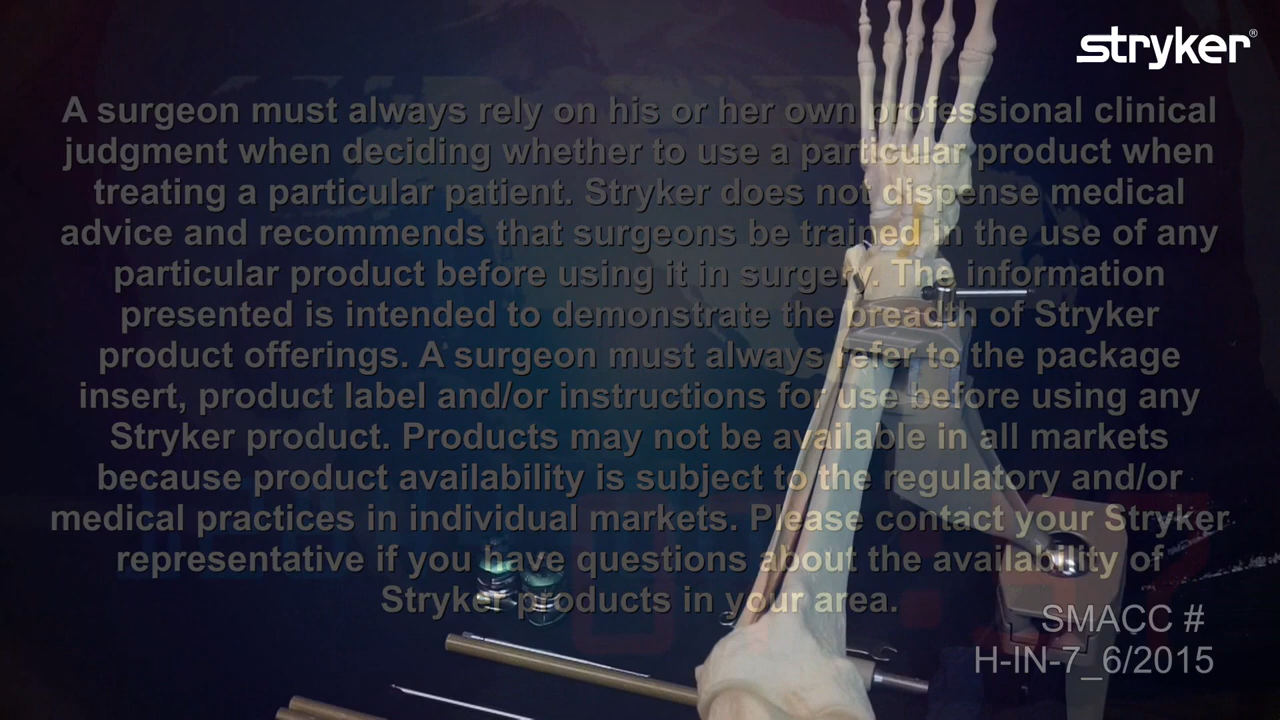 stryker®
A surgeon must always rely on his or her own professional clinical
judgment when deciding whether to use a particular product when
treating a particular patient. Stryker does not dispense medical
advice and recommends that surgeons be trained in the use of any
particular product before using it in surgery. The information
presented is intended to demonstrate the breadth of Stryker
product offerings. A surgeon must always refer to the package
insert, product label and/or instructions for use before using any
Stryker product. Products may not be available in all markets
because product availability is subject to the regulatory and/or
medical practices in individual markets. Please contact your Stryker
representative if you have questions about the availability of
Stryker products in your area.
SMACC #
H-IN-7_6/2015